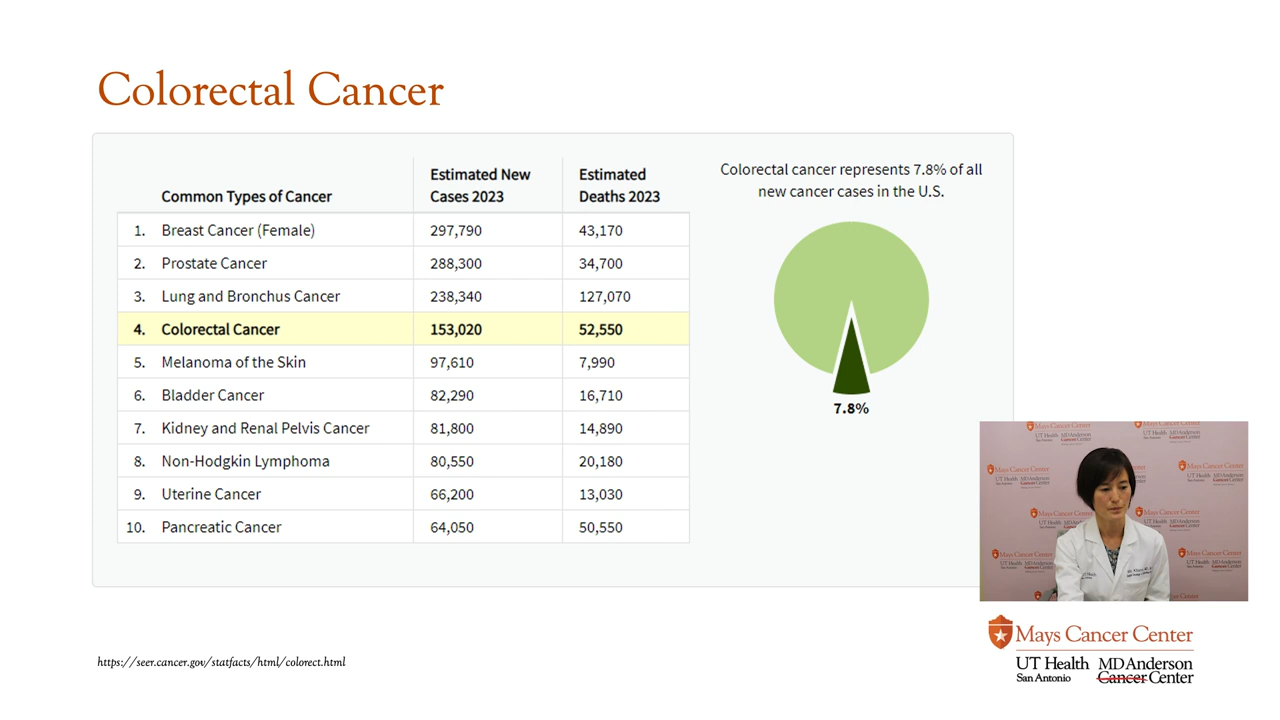 Colorectal Cancer
Common Types of Cancer Estimated New Cases 2023 Estimated Deaths 2023
1. Breast Cancer (Female) 297,790 43,170
2. Prostate Cancer 288,300 34,700
3. Lung and Bronchus Cancer 238,340 127,070
4. Colorectal Cancer 153,020 52,550
5. Melanoma of the Skin 97,610 7,990
6. Bladder Cancer 82,290 16,710
7. Kidney and Renal Pelvis Cancer 81,800 14,890
8. Non-Hodgkin Lymphoma 80,550 20,180
9. Uterine Cancer 66,200 13,030
10. Pancreatic Cancer 64,050 50,550
Colorectal cancer represents 7.8% of all
new cancer cases in the U.S.
7.8%
https://seer.cancer.gov/statfacts/html/colorect.html
Mays Cancer Center
UT Health San Antonio
MD Anderson Cancer Center